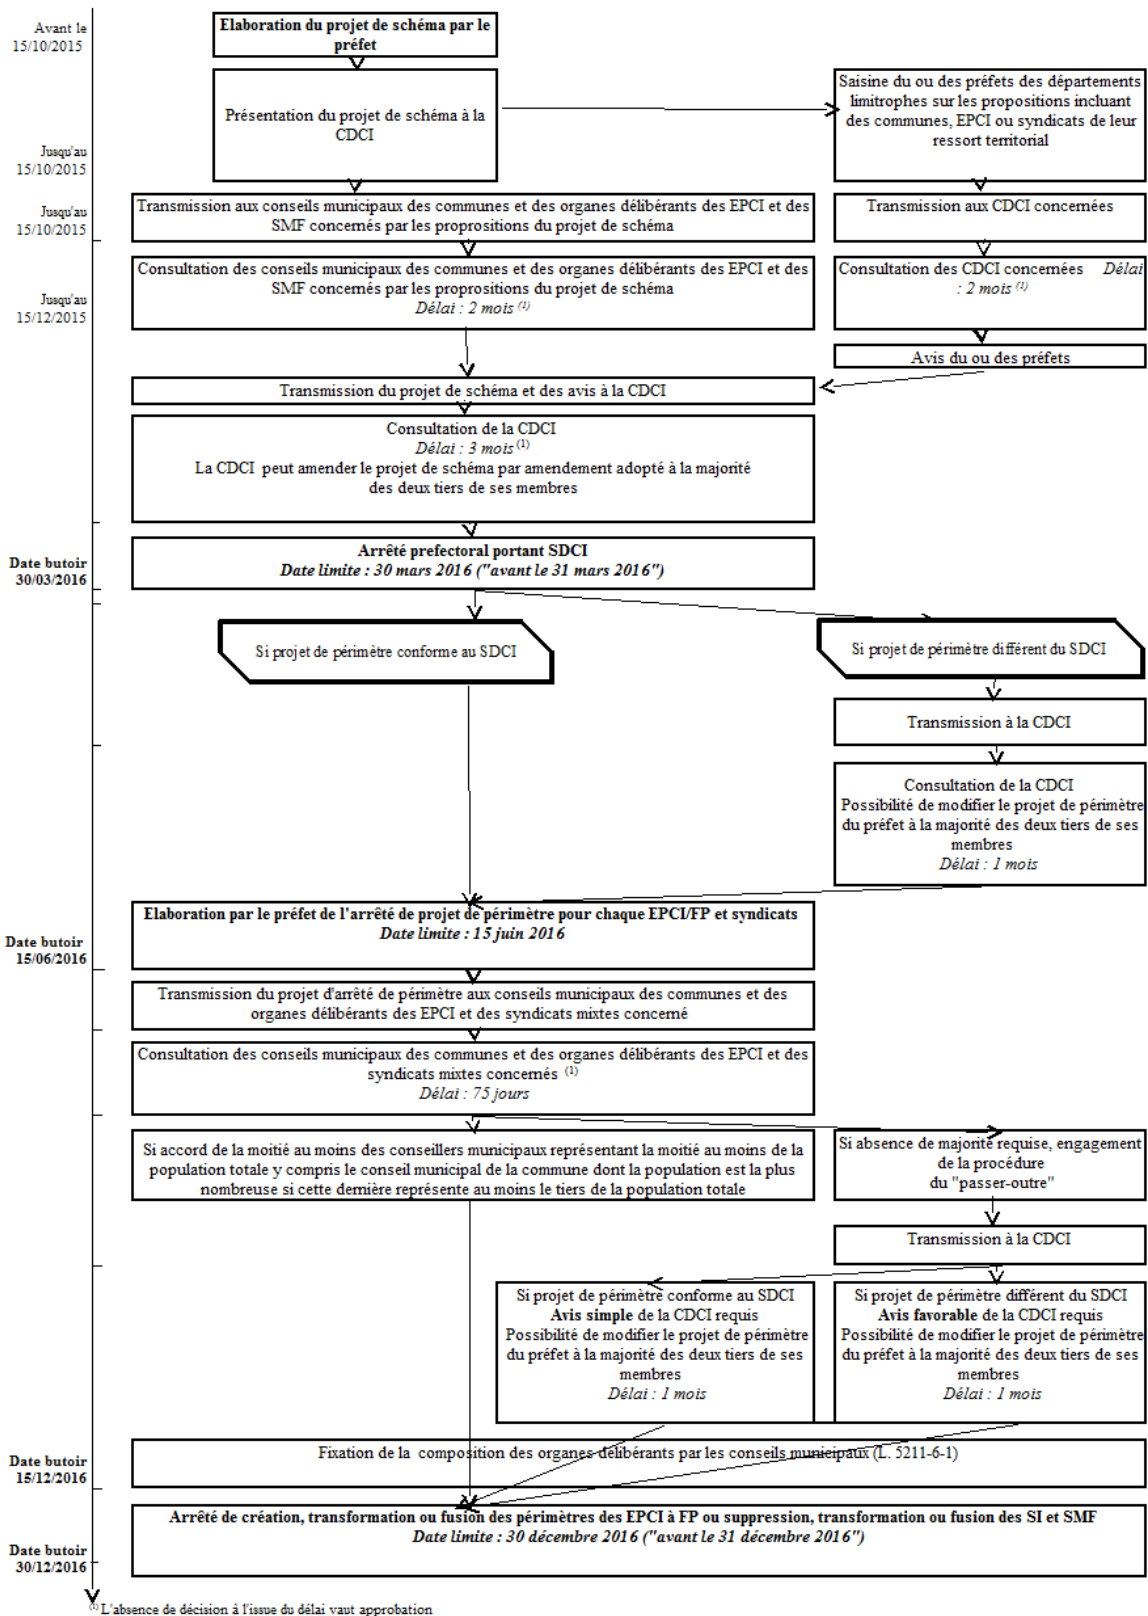 Avant le
15/10/2015
Elaboration du projet de schéma par le
préfet
Présentation du projet de schéma à la
CDCI
Saisine du ou des préfets des départements
limitrophes sur les propositions incluant
des communes, EPCI ou syndicats de leur
ressort territorial
Jusqu'au
15/10/2015
Jusqu'au
15/10/2015
Transmission aux conseils municipaux des communes et des organes délibérants des EPCI et des
SMF concernés par les proprositions du projet de schéma
Transmission aux CDCI concernées
Jusqu'au
15/12/2015
Consultation des conseils municipaux des communes et des organes délibérants des EPCI et des
SMF concernés par les proprositions du projet de schéma
Délai : 2 mois (1)
Consultation des CDCI concernées Délai
: 2 mois (1)
Avis du ou des préfets
Transmission du projet de schéma et des avis à la CDCI
Consultation de la CDCI
Délai : 3 mois (1)
La CDCI peut amender le projet de schéma par amendement adopté à la majorité
des deux tiers de ses membres
Date butoir
30/03/2016
Arrêté prefectoral portant SDCI
Date limite : 30 mars 2016 ("avant le 31 mars 2016")
Si projet de périmètre conforme au SDCI
Si projet de périmètre différent du SDCI
Transmission à la CDCI
Consultation de la CDCI
Possibilité de modifier le projet de périmètre
du préfet à la majorité des deux tiers de ses
membres
Délai : 1 mois
Date butoir
15/06/2016
Elaboration par le préfet de l'arrêté de projet de périmètre pour chaque EPCI/FP et syndicats
Date limite : 15 juin 2016
Transmission du projet d'arrêté de périmètre aux conseils municipaux des communes et des
organes délibérants des EPCI et des syndicats mixtes concerné
Consultation des conseils municipaux des communes et des organes délibérants des EPCI et des
syndicats mixtes concernés (1)
Délai : 75 jours
Si accord de la moitié au moins des conseillers municipaux représentant la moitié au moins de la
population totale y compris le conseil municipal de la commune dont la population est la plus
nombreuse si cette dernière représente au moins le tiers de la population totale
Si absence de majorité requise, engagement
de la procédure
du "passer-outre"
Transmission à la CDCI
Si projet de périmètre conforme au SDCI
Avis simple de la CDCI requis
Possibilité de modifier le projet de périmètre
du préfet à la majorité des deux tiers de ses
membres
Délai : 1 mois
Si projet de périmètre différent du SDCI
Avis favorable de la CDCI requis
Possibilité de modifier le projet de périmètre
du préfet à la majorité des deux tiers de ses
membres
Délai : 1 mois
Date butoir
15/12/2016
Fixation de la composition des organes délibérants par les conseils municipaux (L. 5211-6-1)
Date butoir
30/12/2016
Arrêté de création, transformation ou fusion des périmètres des EPCI à FP ou suppression, transformation ou fusion des SI et SMF
Date limite : 30 décembre 2016 ("avant le 31 décembre 2016")
(1) L'absence de décision à l'issue du délai vaut approbation